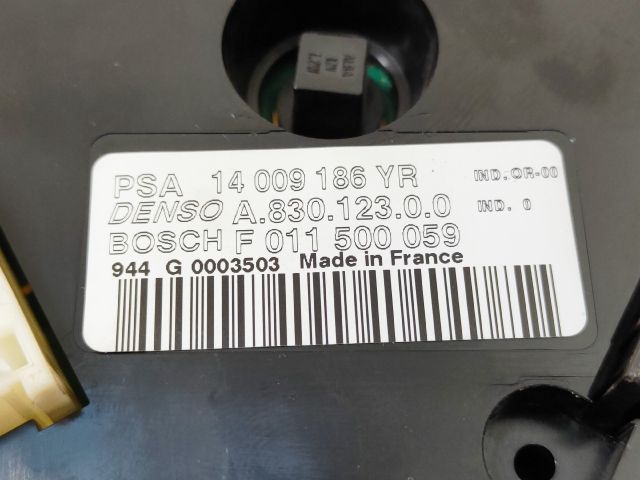 PSA 14 009 186 YR IND.OR-00
DENSO A.830.123.0.0 IND. 0
BOSCH F 011 500 059
944 G 0003503 Made in France